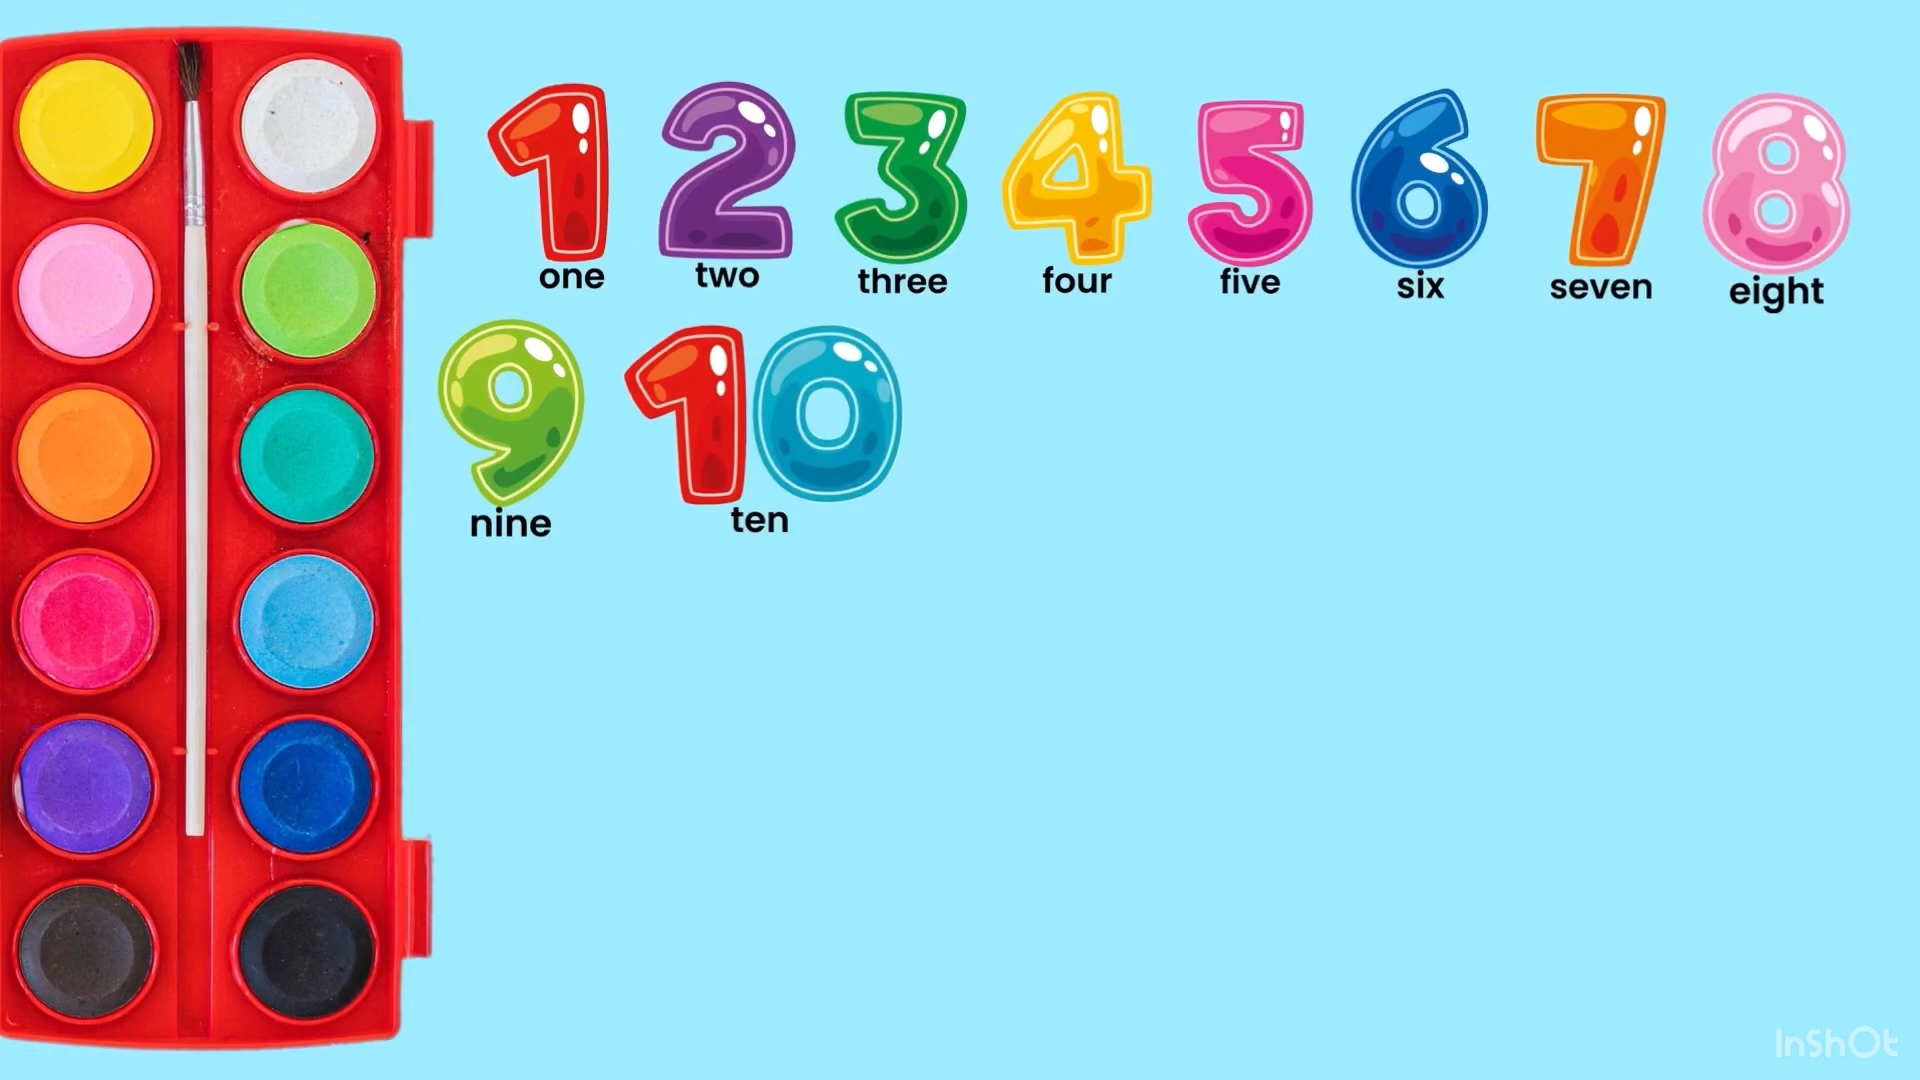 1 2 3 4 5 6 7 8
one two three four five six seven eight
9 10
nine ten
InShOt